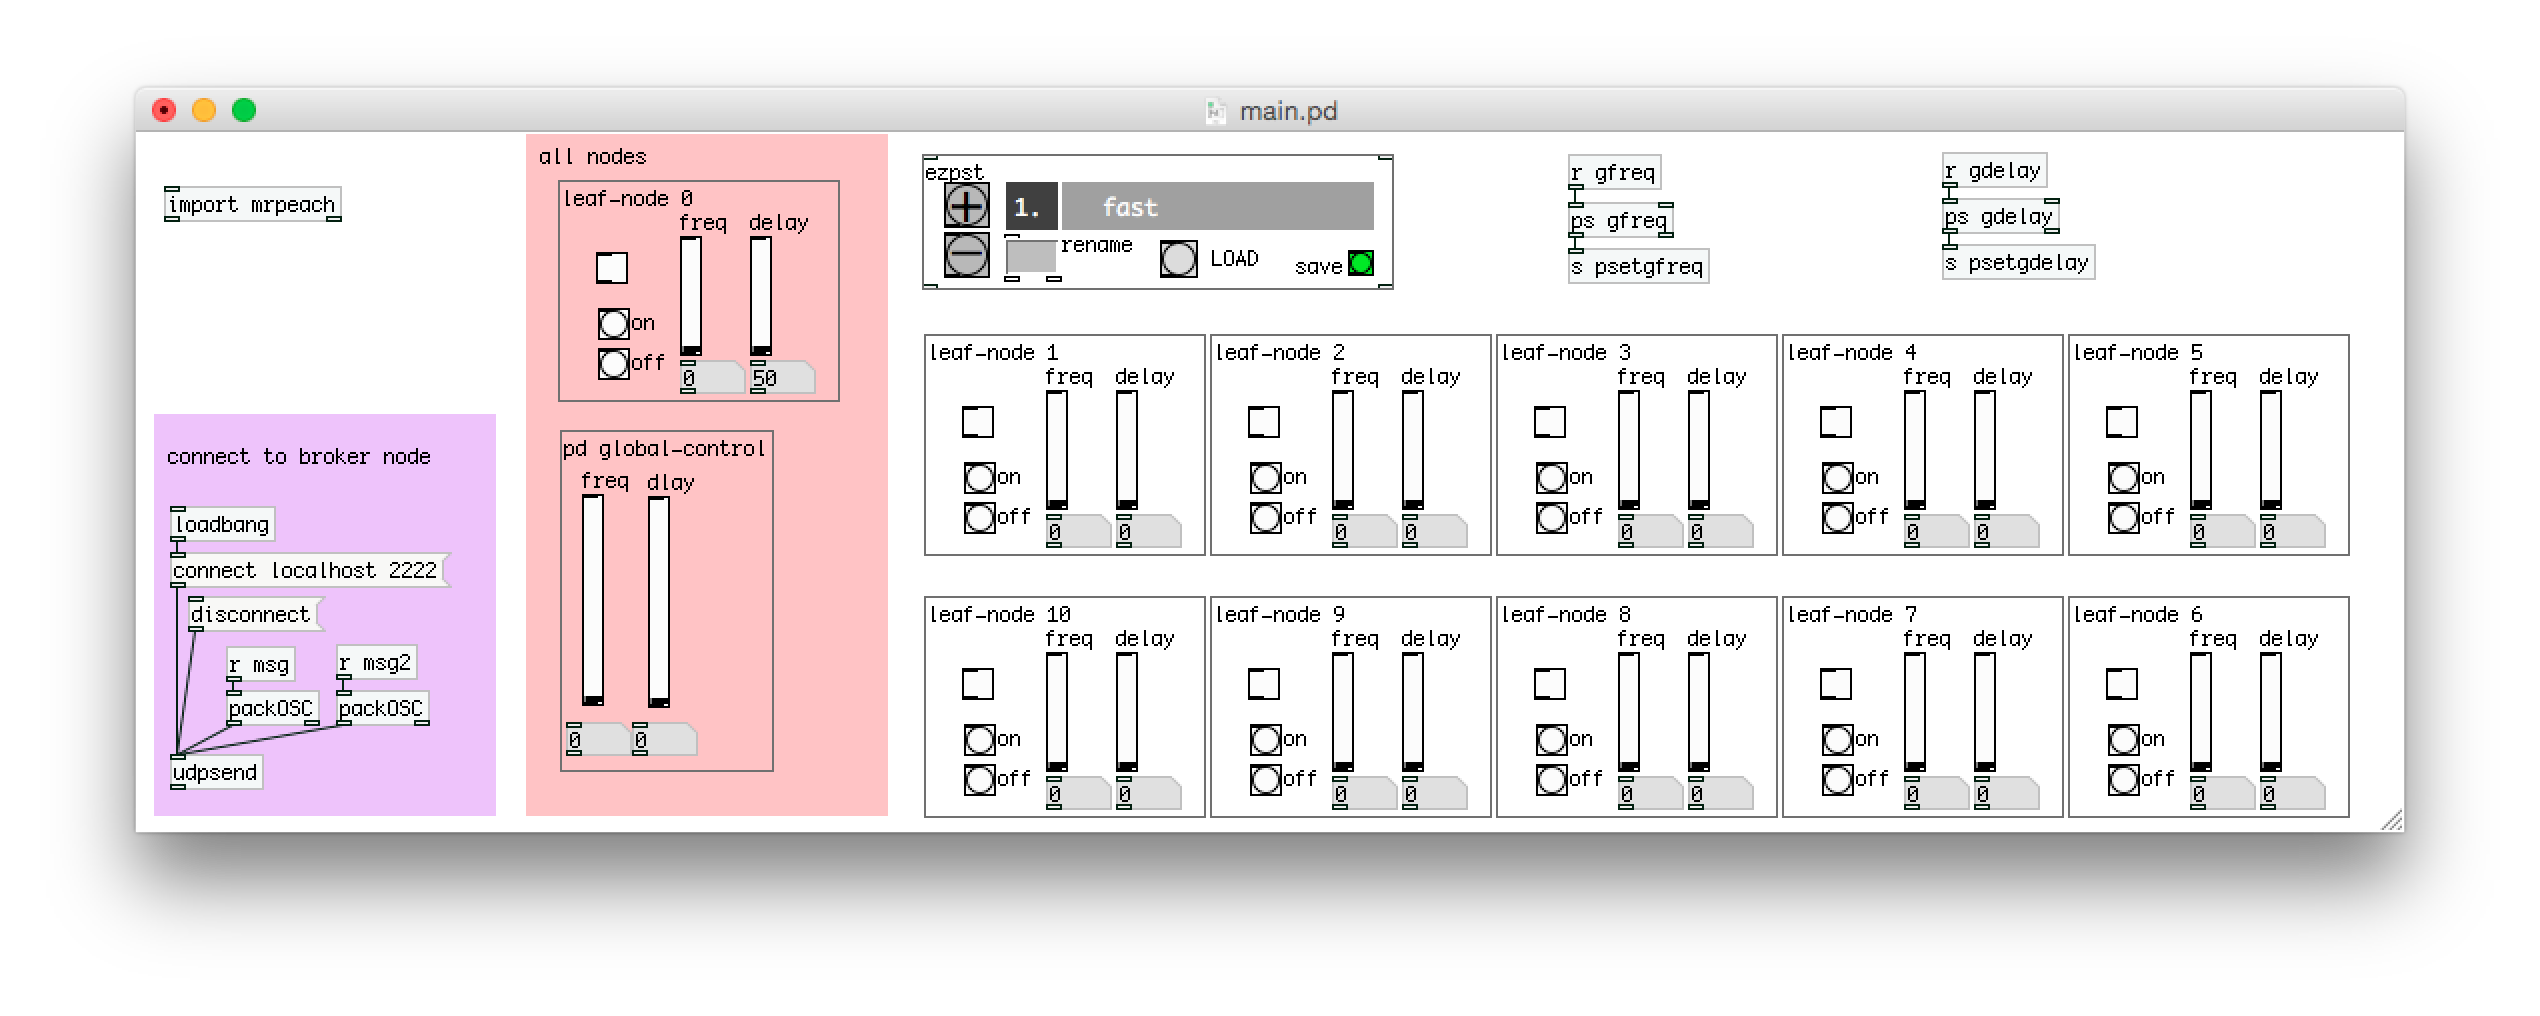 main.pd
import mrpeach
connect to broker node
loadbang
connect localhost 2222
disconnect
r msg
r msg2
packOSC
packOSC
udpsend
all nodes
leaf-node 0
freq delay
on
off
0 50
pd global-control
freq dlay
0 0
ezpst
1. fast
rename
LOAD
save
r gfreq
ps gfreq
s psetgfreq
r gdelay
ps gdelay
s psetgdelay
leaf-node 1
freq delay
on
off
0 0
leaf-node 2
freq delay
on
off
0 0
leaf-node 3
freq delay
on
off
0 0
leaf-node 4
freq delay
on
off
0 0
leaf-node 5
freq delay
on
off
0 0
leaf-node 10
freq delay
on
off
0 0
leaf-node 9
freq delay
on
off
0 0
leaf-node 8
freq delay
on
off
0 0
leaf-node 7
freq delay
on
off
0 0
leaf-node 6
freq delay
on
off
0 0